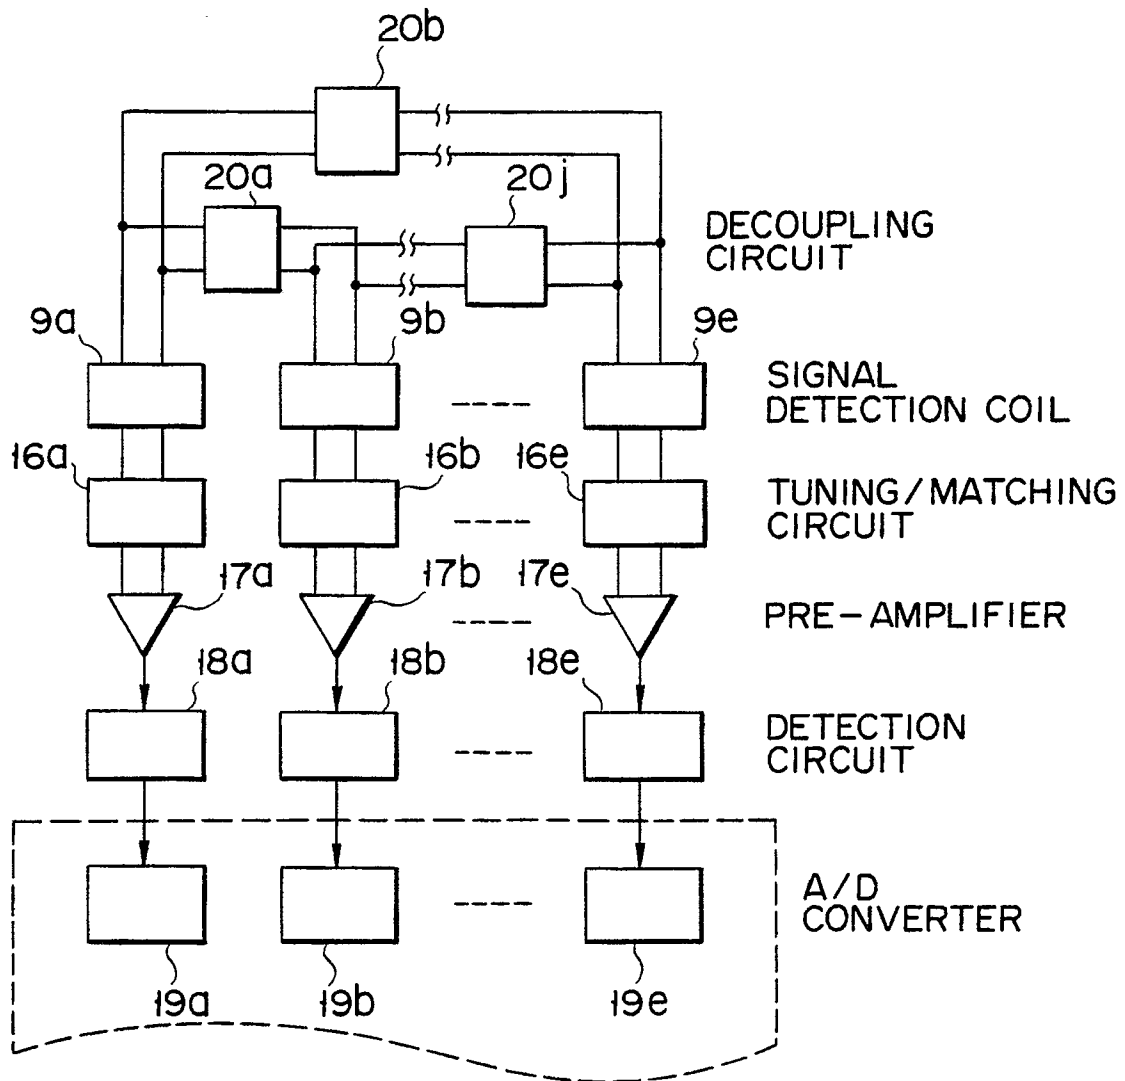 20b
20a
20j
DECOUPLING
CIRCUIT
9a
9b
9e
SIGNAL
DETECTION COIL
16a
16b
16e
TUNING/MATCHING
CIRCUIT
17a
17b
17e
PRE-AMPLIFIER
18a
18b
18e
DETECTION
CIRCUIT
A/D
CONVERTER
19a
19b
19e